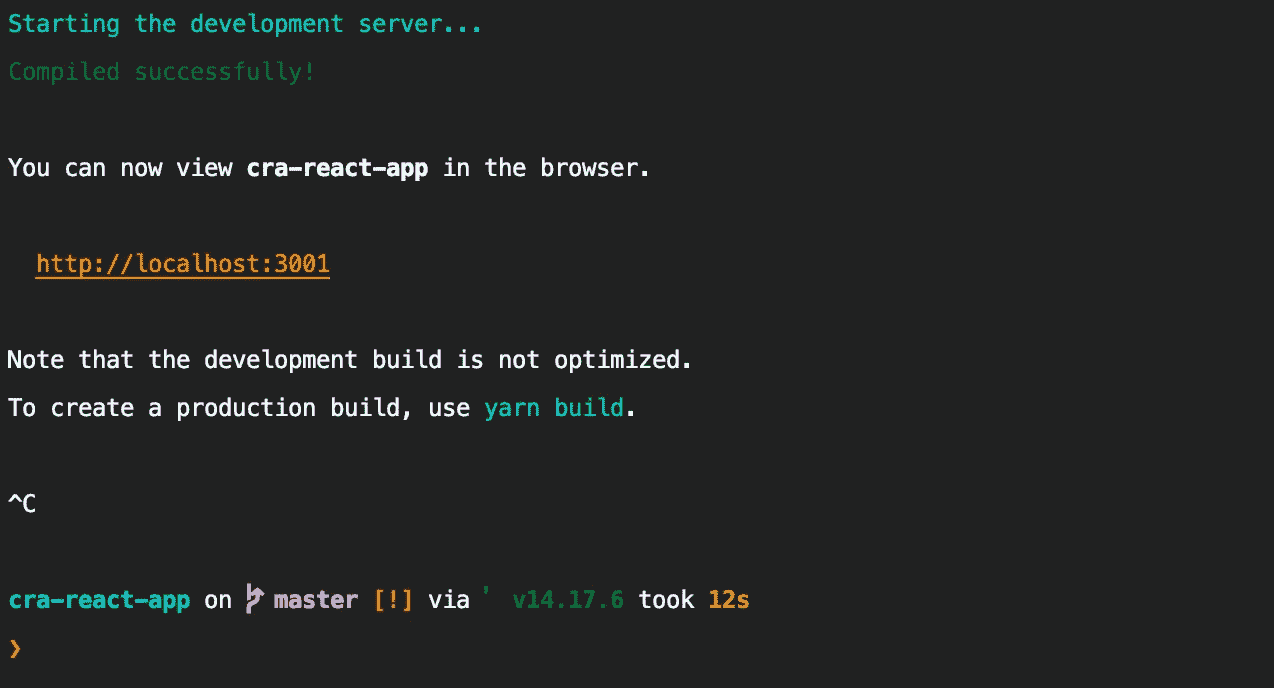 Starting the development server...
Compiled successfully!
You can now view cra-react-app in the browser.
http://localhost:3001
Note that the development build is not optimized.
To create a production build, use yarn build.
^C
cra-react-app on master [!] via v14.17.6 took 12s
❯